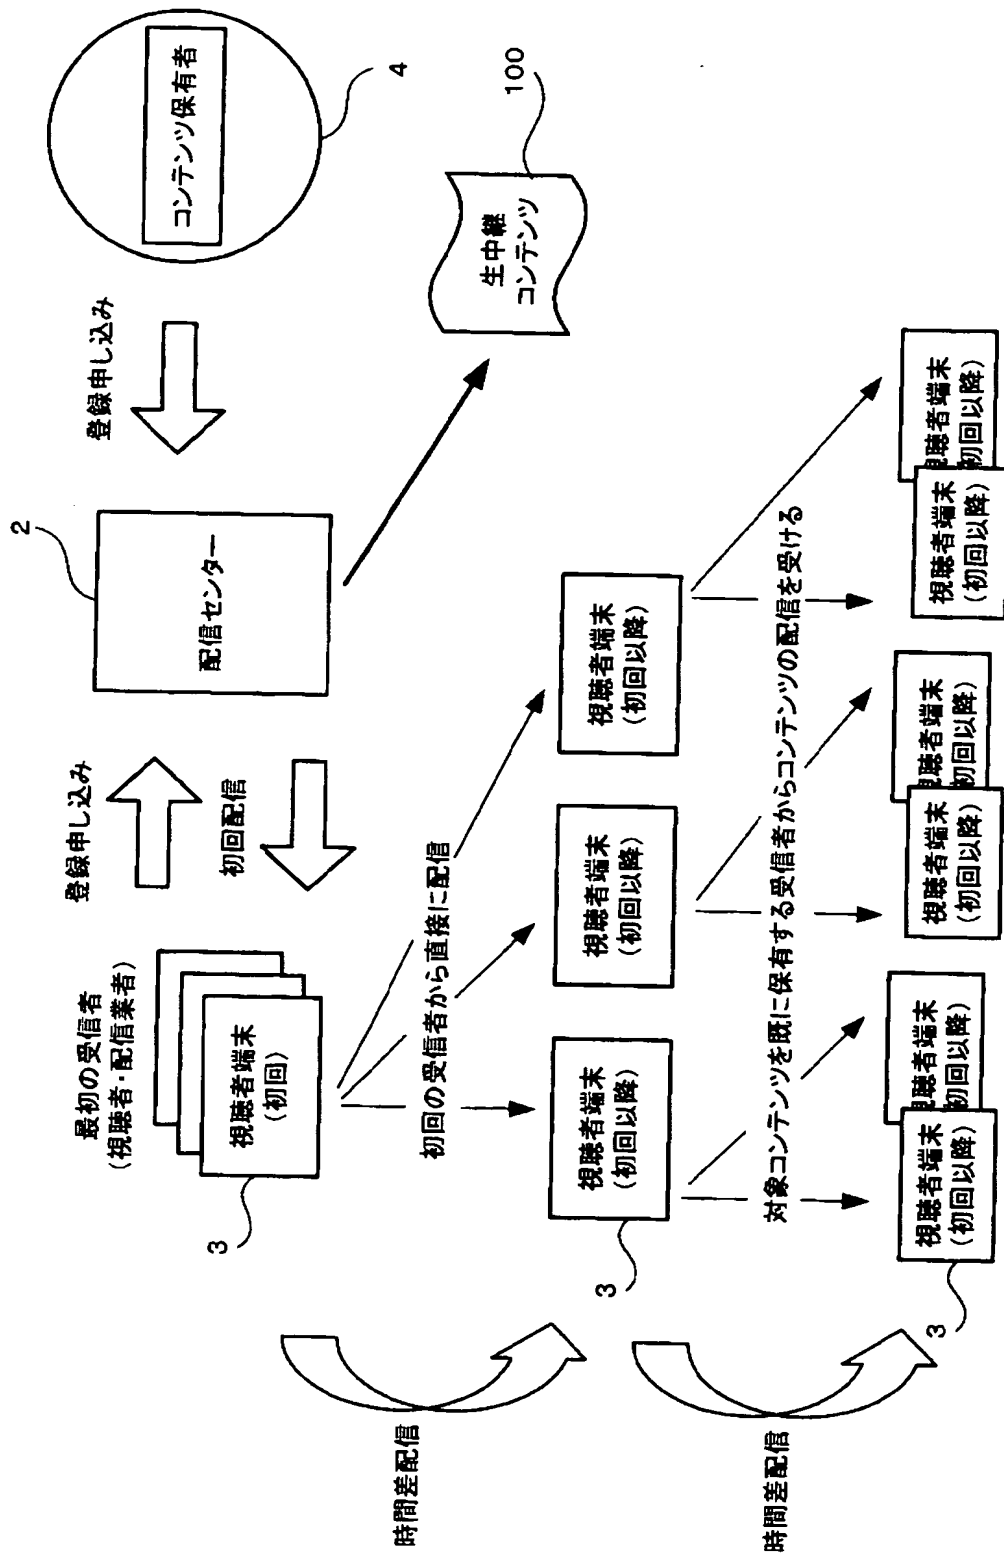 最初の受信者
(視聴者・配信業者)
視聴者端末
(初回)
3
登録申し込み
初回配信
2
配信センター
登録申し込み
コンテンツ保有者
4
生中継
コンテンツ
100
初回の受信者から直接に配信
時間差配信
視聴者端末
(初回以降)
3
視聴者端末
(初回以降)
視聴者端末
(初回以降)
対象コンテンツを既に保有する受信者からコンテンツの配信を受ける
時間差配信
視聴者端末
(初回以降)
3
視聴者端末
初回以降)
視聴者端末
(初回以降)
視聴者端末
初回以降)
視聴者端末
(初回以降)
視聴者端末
初回以降)